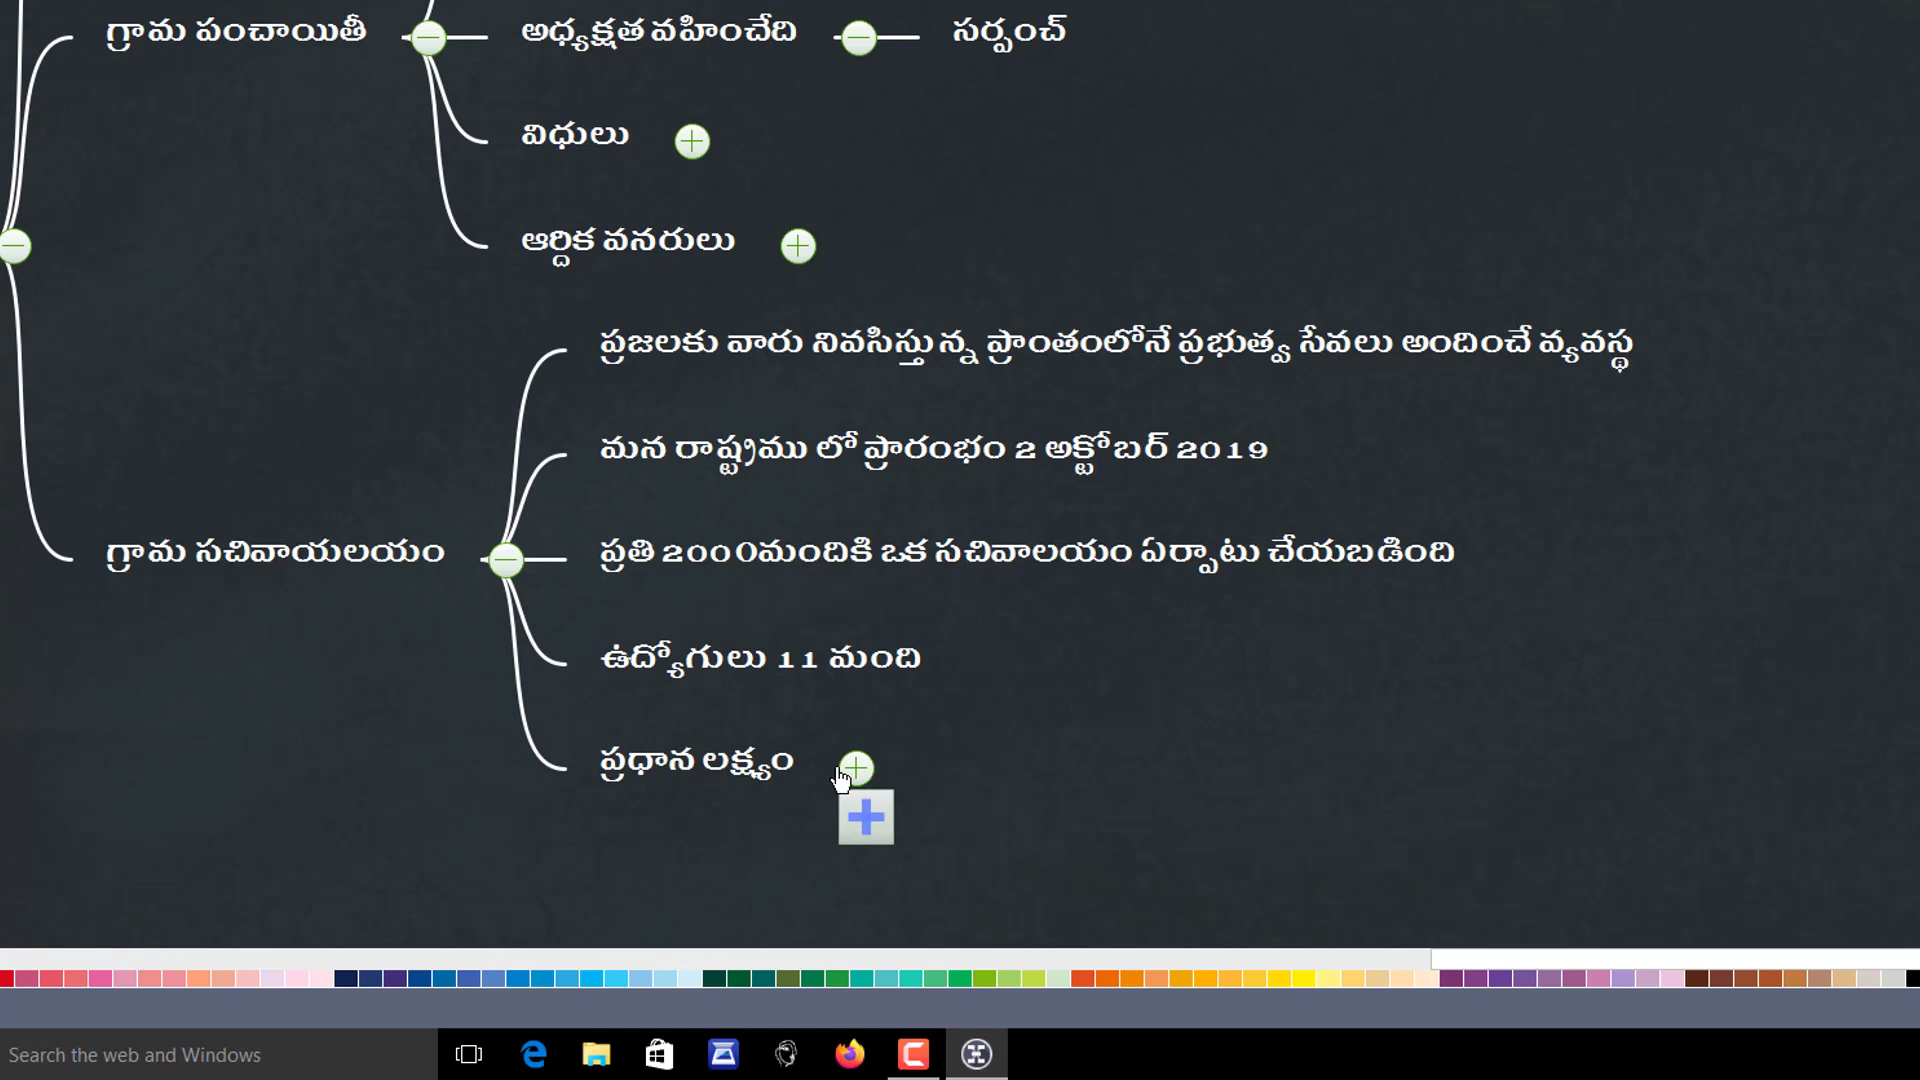 గ్రామ పంచాయితీ
అధ్యక్షత వహించేది
సర్పంచ్
విధులు
ఆర్దిక వనరులు
ప్రజలకు వారు నివసిస్తున్న ప్రాంతంలోనే ప్రభుత్వ సేవలు అందించే వ్యవస్థ
మన రాష్ట్రము లో ప్రారంభం 2 అక్టోబర్ 2019
గ్రామ సచివాయలయం
ప్రతి 2000మందికి ఒక సచివాలయం ఏర్పాటు చేయబడింది
ఉద్యోగులు 11 మంది
ప్రధాన లక్ష్యం
Search the web and Windows